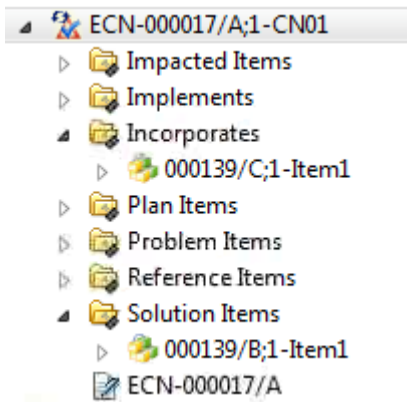 ECN-000017/A;1-CN01
Impacted Items
Implements
Incorporates
000139/C;1-Item1
Plan Items
Problem Items
Reference Items
Solution Items
000139/B;1-Item1
ECN-000017/A